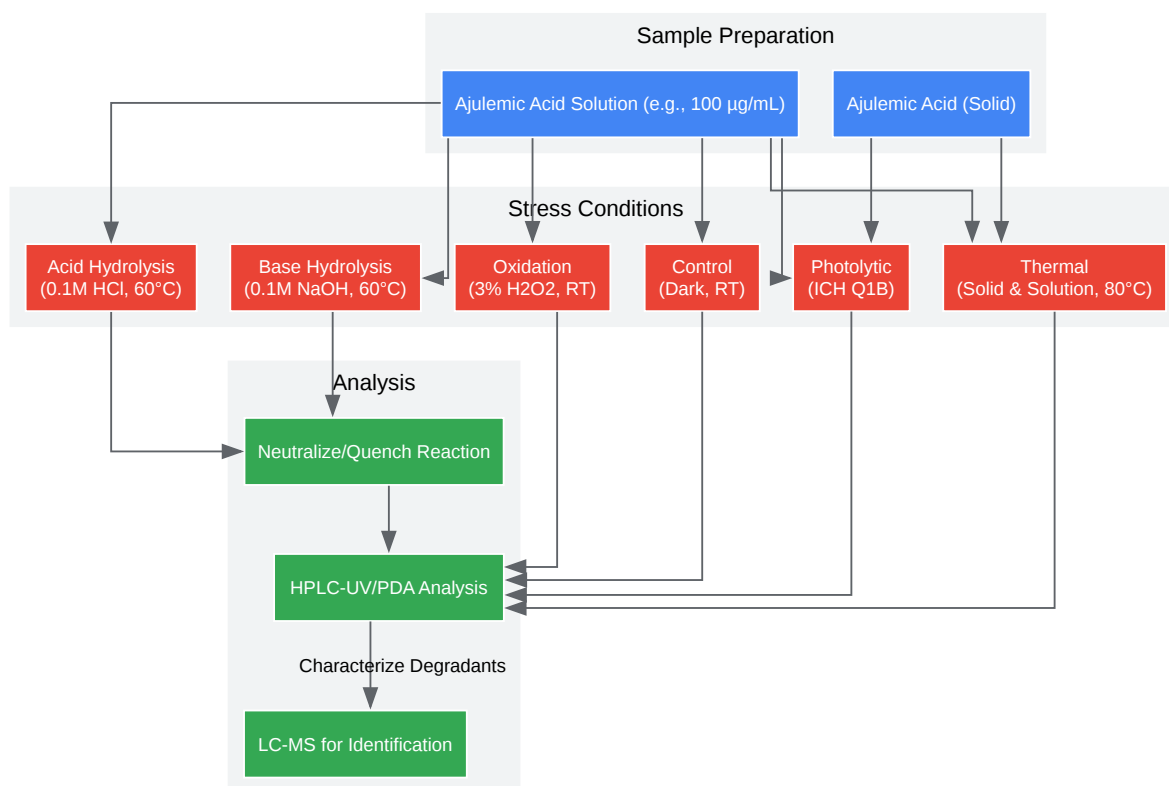 Sample Preparation
Ajulemic Acid Solution (e.g., 100 µg/mL)
Ajulemic Acid (Solid)
Stress Conditions
Acid Hydrolysis
(0.1M HCl, 60°C)
Base Hydrolysis
(0.1M NaOH, 60°C)
Oxidation
(3% H2O2, RT)
Control
(Dark, RT)
Photolytic
(ICH Q1B)
Thermal
(Solid & Solution, 80°C)
Analysis
Neutralize/Quench Reaction
HPLC-UV/PDA Analysis
Characterize Degradants
LC-MS for Identification